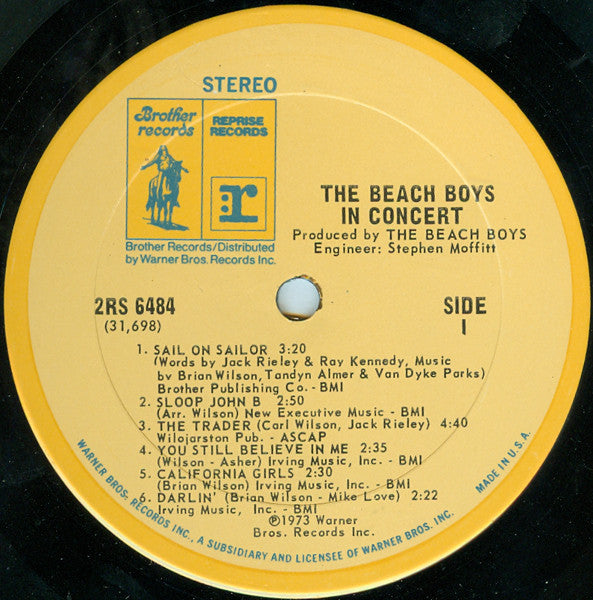 STEREO
Brother records
REPRISE RECORDS
r
Brother Records/Distributed
by Warner Bros. Records Inc.
THE BEACH BOYS
IN CONCERT
Produced by THE BEACH BOYS
Engineer: Stephen Moffitt
2RS 6484
(31,698)
SIDE
1
1. SAIL ON SAILOR 3:20
(Words by Jack Rieley & Ray Kennedy, Music
by Brian Wilson, Tandyn Almer & Van Dyke Parks)
Brother Publishing Co. - BMI
2. SLOOP JOHN B 2:50
(Arr. Wilson) New Executive Music - BMI
3. THE TRADER (Carl Wilson, Jack Rieley) 4:40
Wilojarston Pub. - ASCAP
4. YOU STILL BELIEVE IN ME 2:35
(Wilson - Asher) Irving Music, Inc. - BMI
5. CALIFORNIA GIRLS 2:30
(Brian Wilson) Irving Music, Inc. - BMI
6. DARLIN' (Brian Wilson - Mike Love) 2:22
Irving Music, Inc. - BMI
℗1973 Warner
Bros. Records Inc.
WARNER BROS. RECORDS INC., A SUBSIDIARY AND LICENSEE OF WARNER BROS. INC.
MADE IN U.S.A.